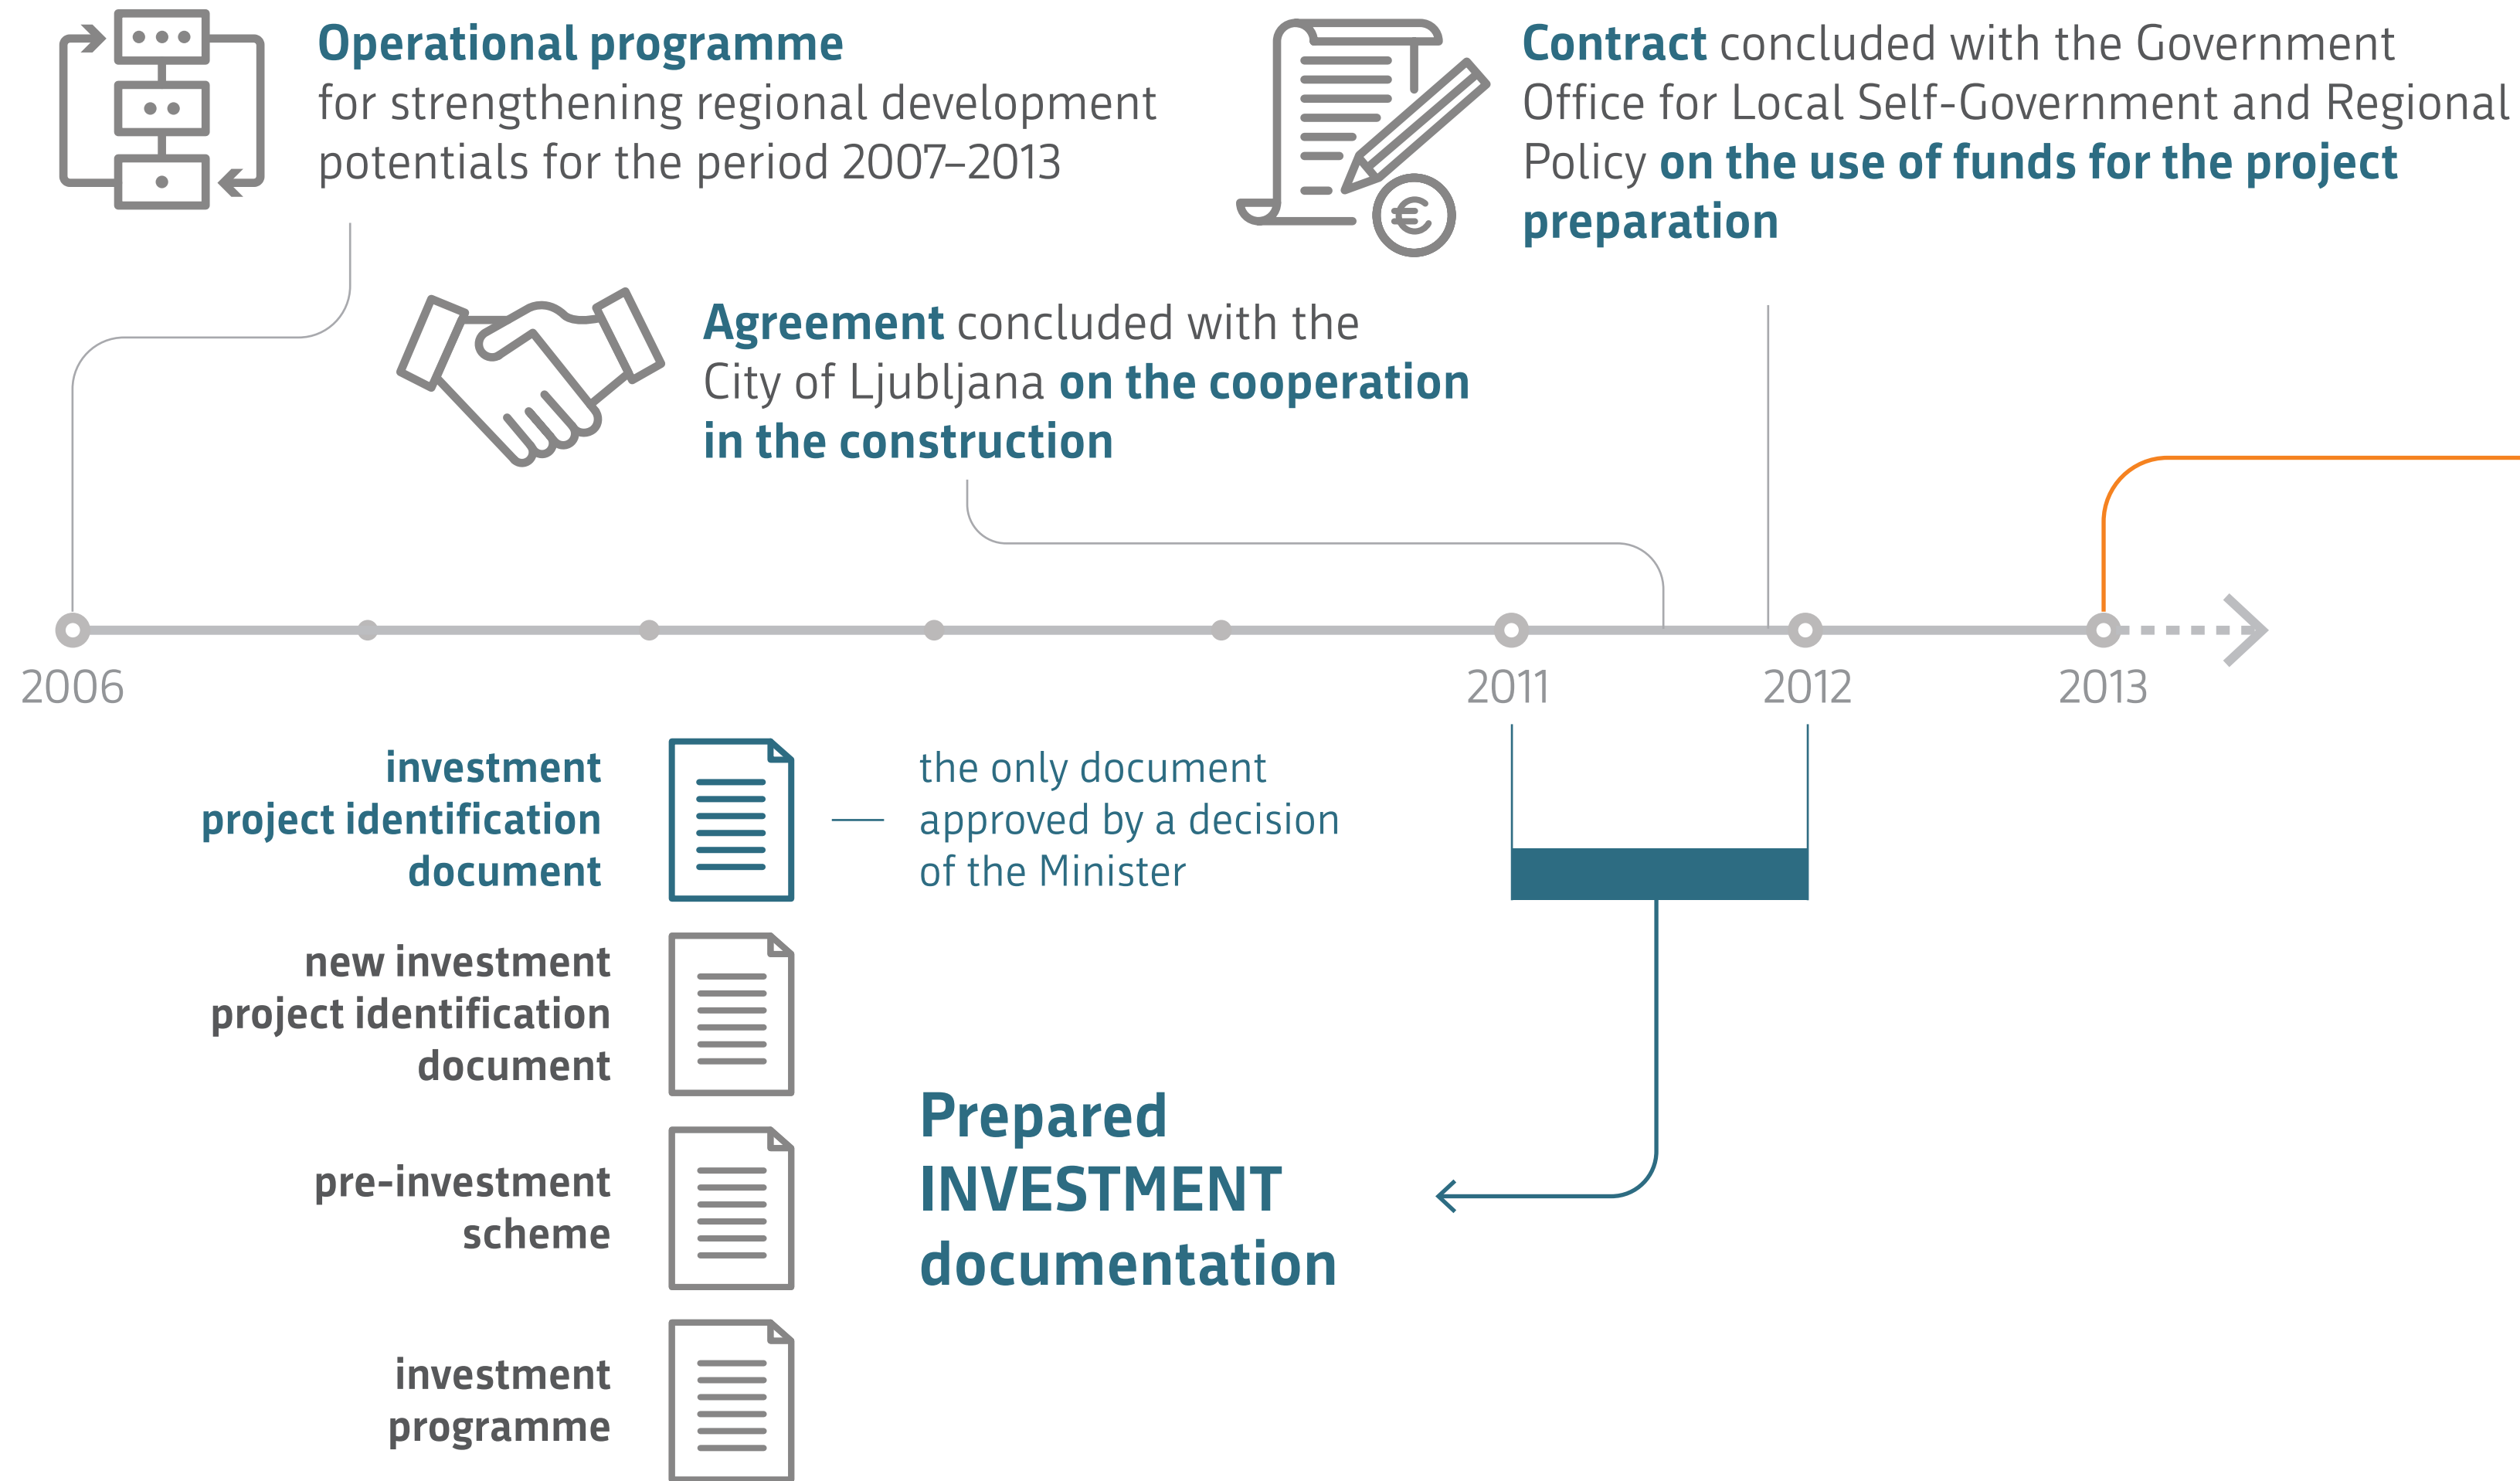 Operational programme
for strengthening regional development
potentials for the period 2007–2013
Contract concluded with the Government
Office for Local Self-Government and Regional
Policy on the use of funds for the project
preparation
Agreement concluded with the
City of Ljubljana on the cooperation
in the construction
2006
2011
2012
2013
investment
project identification
document
the only document
approved by a decision
of the Minister
new investment
project identification
document
Prepared
INVESTMENT
documentation
pre-investment
scheme
investment
programme